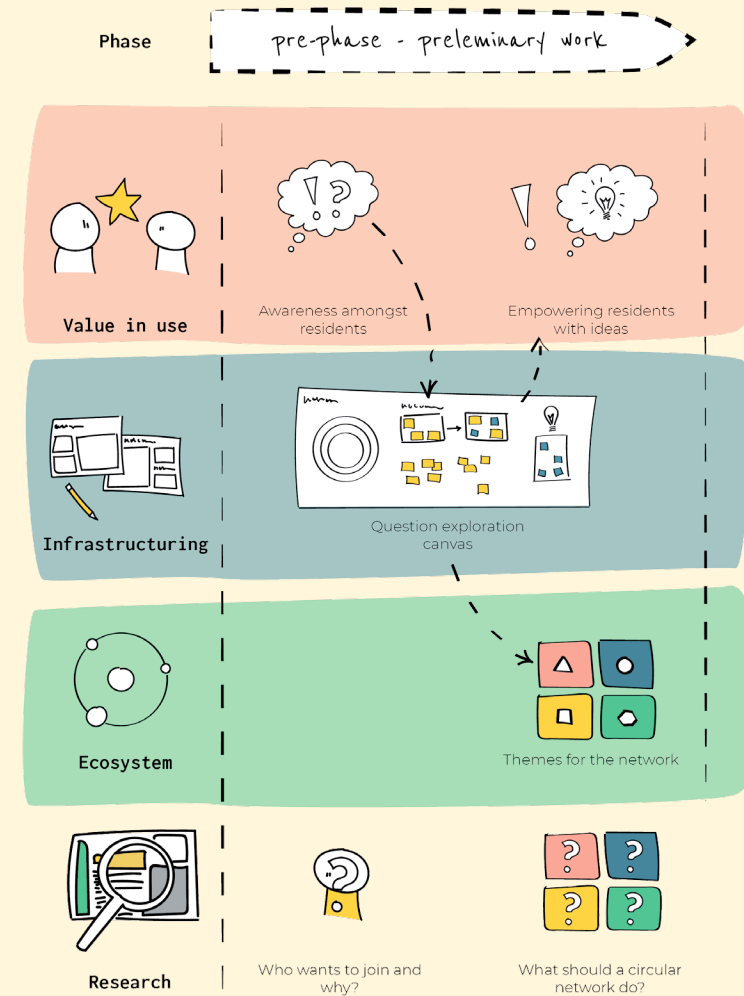 Phase
pre-phase - preleminary work
Awareness amongst
residents
Empowering residents
with ideas
Value in use
Question exploration
canvas
Infrastructuring
Themes for the network
Ecosystem
Who wants to join and
why?
What should a circular
network do?
Research